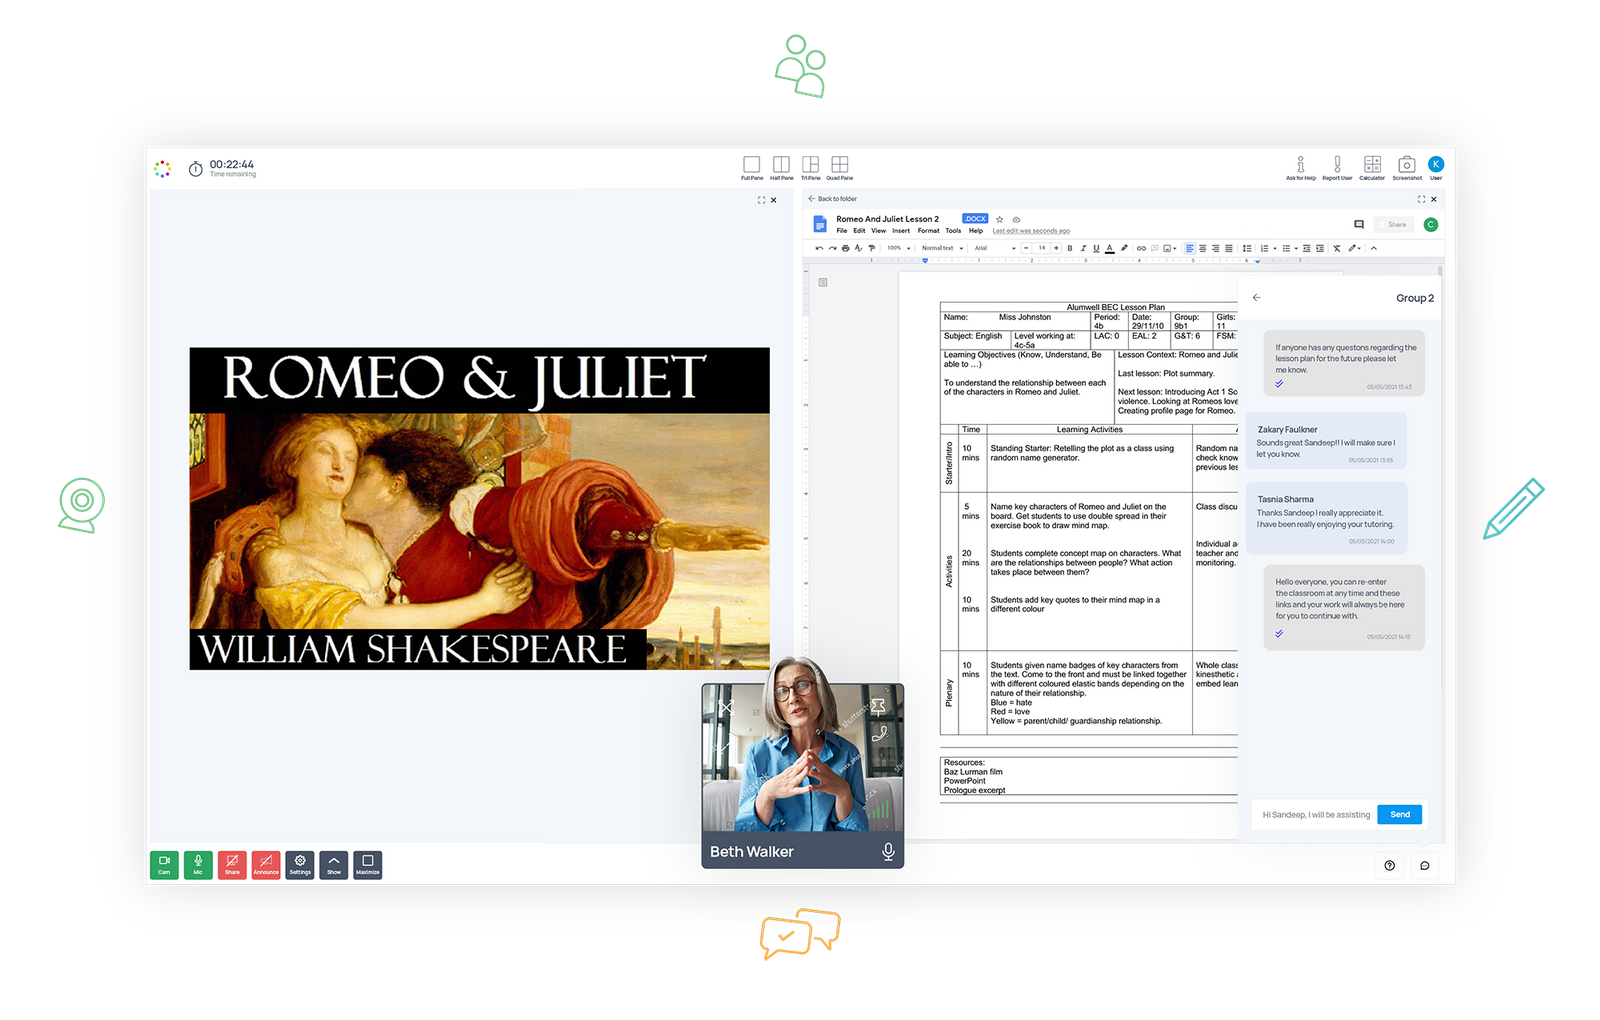 00:22:44
Time remaining
Full Pane
Half Pane
Tri Pane
Quad Pane
Ask for Help
Report User
Calculator
Screenshot
K
User
ROMEO & JULIET
WILLIAM SHAKESPEARE
Back to folder
Romeo And Juliet Lesson 2
.DOCX
File Edit View Insert Format Tools Help Last edit was seconds ago
Share
C
100% Normal text Arial 14 B I U A
Alumwell BEC Lesson Plan
Name: Miss Johnston
Period: 4b
Date: 29/11/10
Group: 9b1
Girls: 11
Subject: English
Level working at: 4c-5a
LAC: 0
EAL: 2
G&T: 6
FSM:
Learning Objectives (Know, Understand, Be
able to ...)
To understand the relationship between each
of the characters in Romeo and Juliet.
Lesson Context: Romeo and Julie
Last lesson: Plot summary.
Next lesson: Introducing Act 1 Sc
violence. Looking at Romeos love
Creating profile page for Romeo.
Time
Learning Activities
Starter/Intro
10
mins
Standing Starter: Retelling the plot as a class using
random name generator.
Random na
check know
previous les
Activities
5
mins
Name key characters of Romeo and Juliet on the
board. Get students to use double spread in their
exercise book to draw mind map.
Class discu
20
mins
Students complete concept map on characters. What
are the relationships between people? What action
takes place between them?
Individual a
teacher and
monitoring.
10
mins
Students add key quotes to their mind map in a
different colour
Plenary
10
mins
Students given name badges of key characters from
the text. Come to the front and must be linked together
with different coloured elastic bands depending on the
nature of their relationship.
Blue = hate
Red = love
Yellow = parent/child/ guardianship relationship.
Whole class
kinesthetic a
embed lear
Resources:
Baz Lurman film
PowerPoint
Prologue excerpt
Group 2
If anyone has any questons regarding the
lesson plan for the future please let
me know.
05/05/2021 13:43
Zakary Faulkner
Sounds great Sandeep!! I will make sure I
let you know.
05/05/2021 13:55
Tasnia Sharma
Thanks Sandeep I really appreciate it.
I have been really enjoying your tutoring.
05/05/2021 14:00
Hello everyone, you can re-enter
the classroom at any time and these
links and your work will always be here
for you to continue with.
05/05/2021 14:15
Hi Sandeep, I will be assisting
Send
Beth Walker
Cam
Mic
Share
Announce
Settings
Show
Maximize